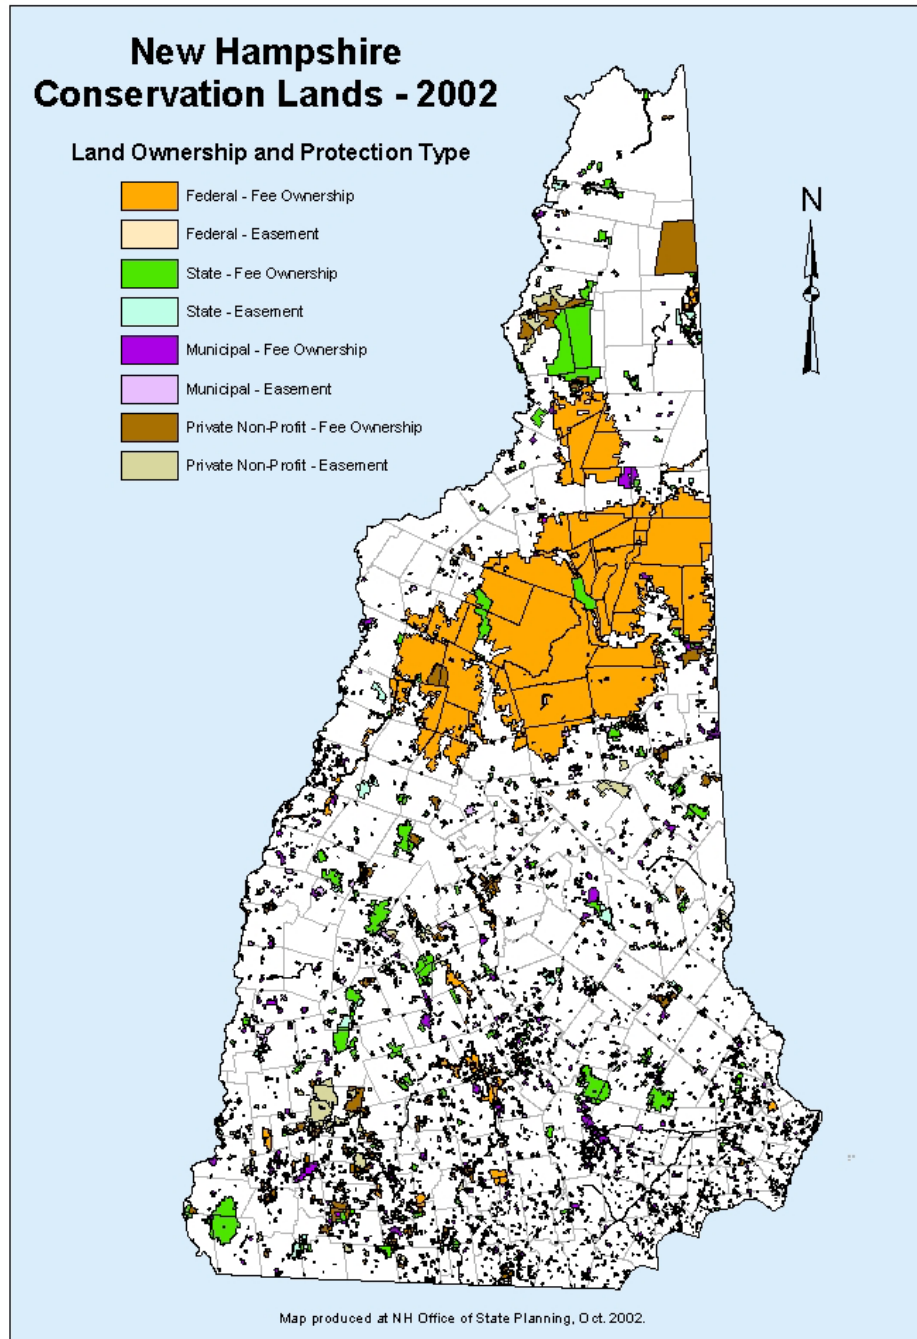 New Hampshire
Conservation Lands - 2002
Land Ownership and Protection Type
Federal - Fee Ownership
Federal - Easement
State - Fee Ownership
State - Easement
Municipal - Fee Ownership
Municipal - Easement
Private Non-Profit - Fee Ownership
Private Non-Profit - Easement
N
Map produced at NH Office of State Planning, Oct. 2002.